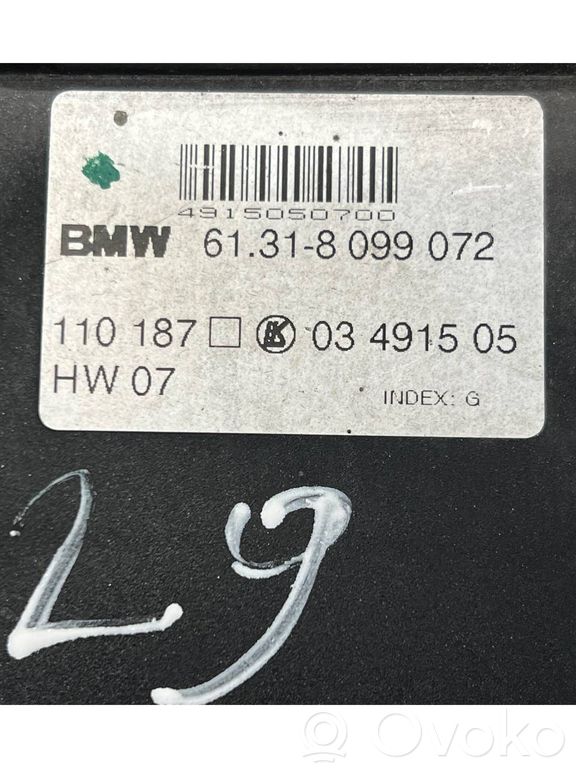 4915050700
BMW 61.31-8 099 072
110 187 □ 03 4915 05
HW 07
INDEX: G
29
Ovoko